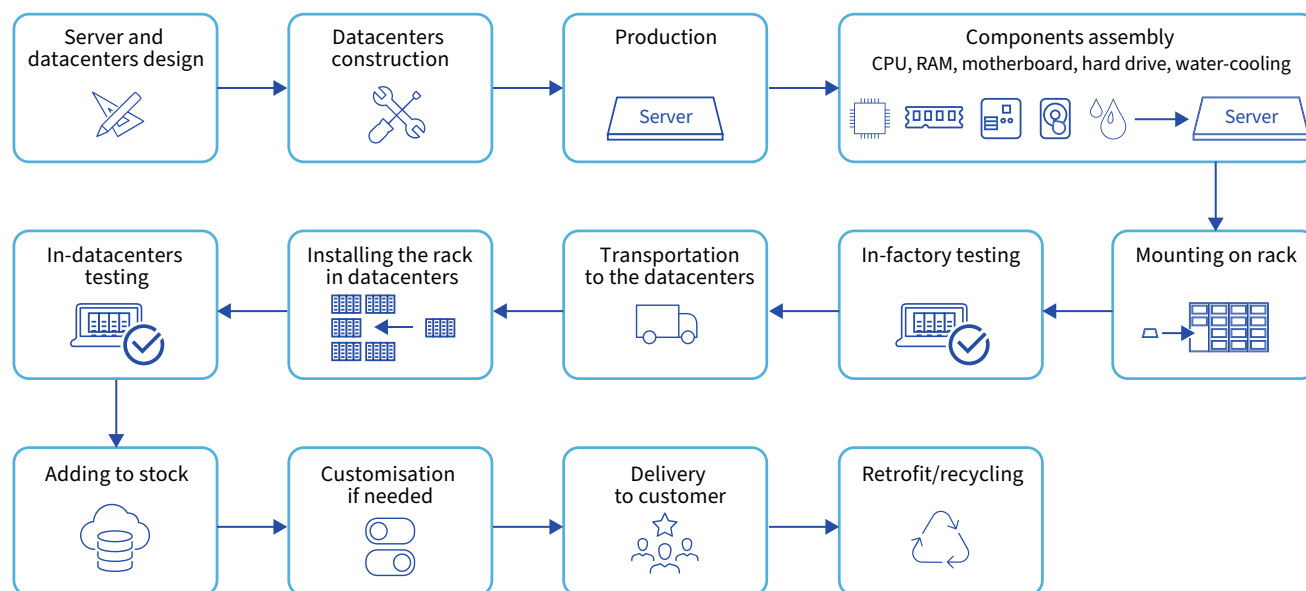 Server and
datacenters design
Datacenters
construction
Production
Server
Components assembly
CPU, RAM, motherboard, hard drive, water-cooling
Server
In-datacenters
testing
Installing the rack
in datacenters
Transportation
to the datacenters
In-factory testing
Mounting on rack
Adding to stock
Customisation
if needed
Delivery
to customer
Retrofit/recycling